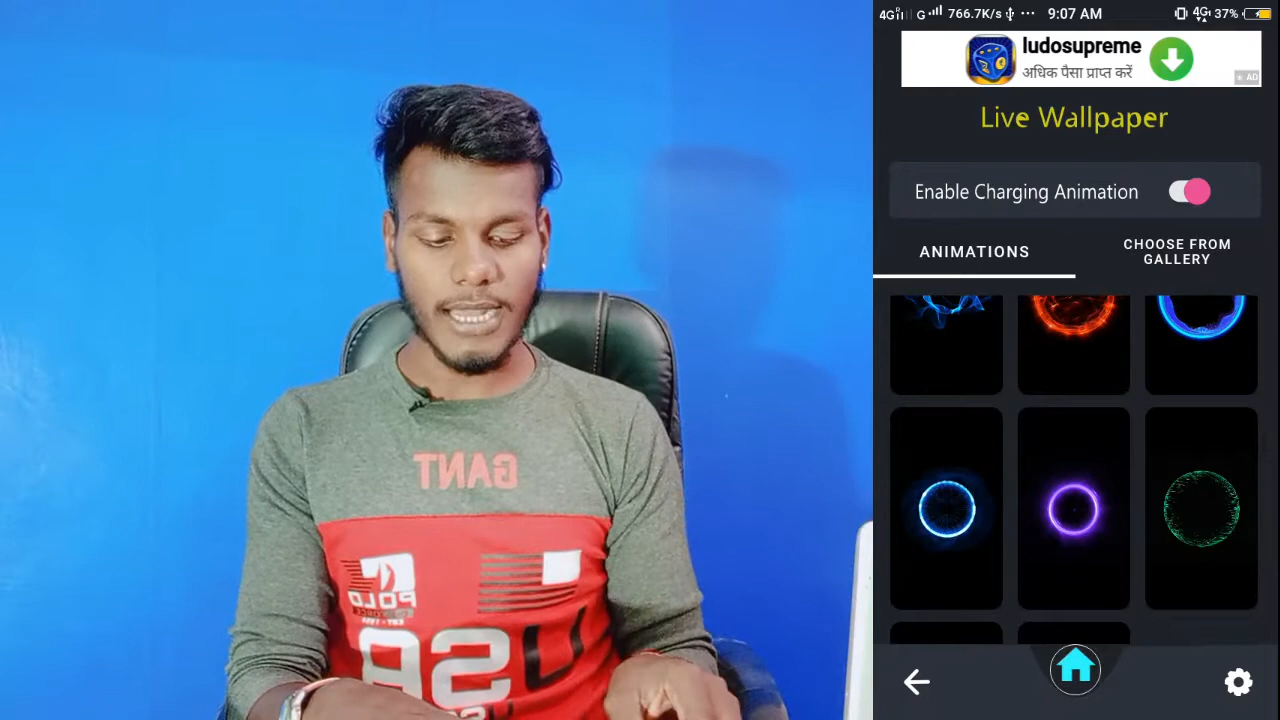 4G R G 766.7K/s ... 9:07 AM 4G 37%
ludosupreme
अधिक पैसा प्राप्त करें
AD
Live Wallpaper
Enable Charging Animation
ANIMATIONS
CHOOSE FROM
GALLERY
GANT
POLO
USA